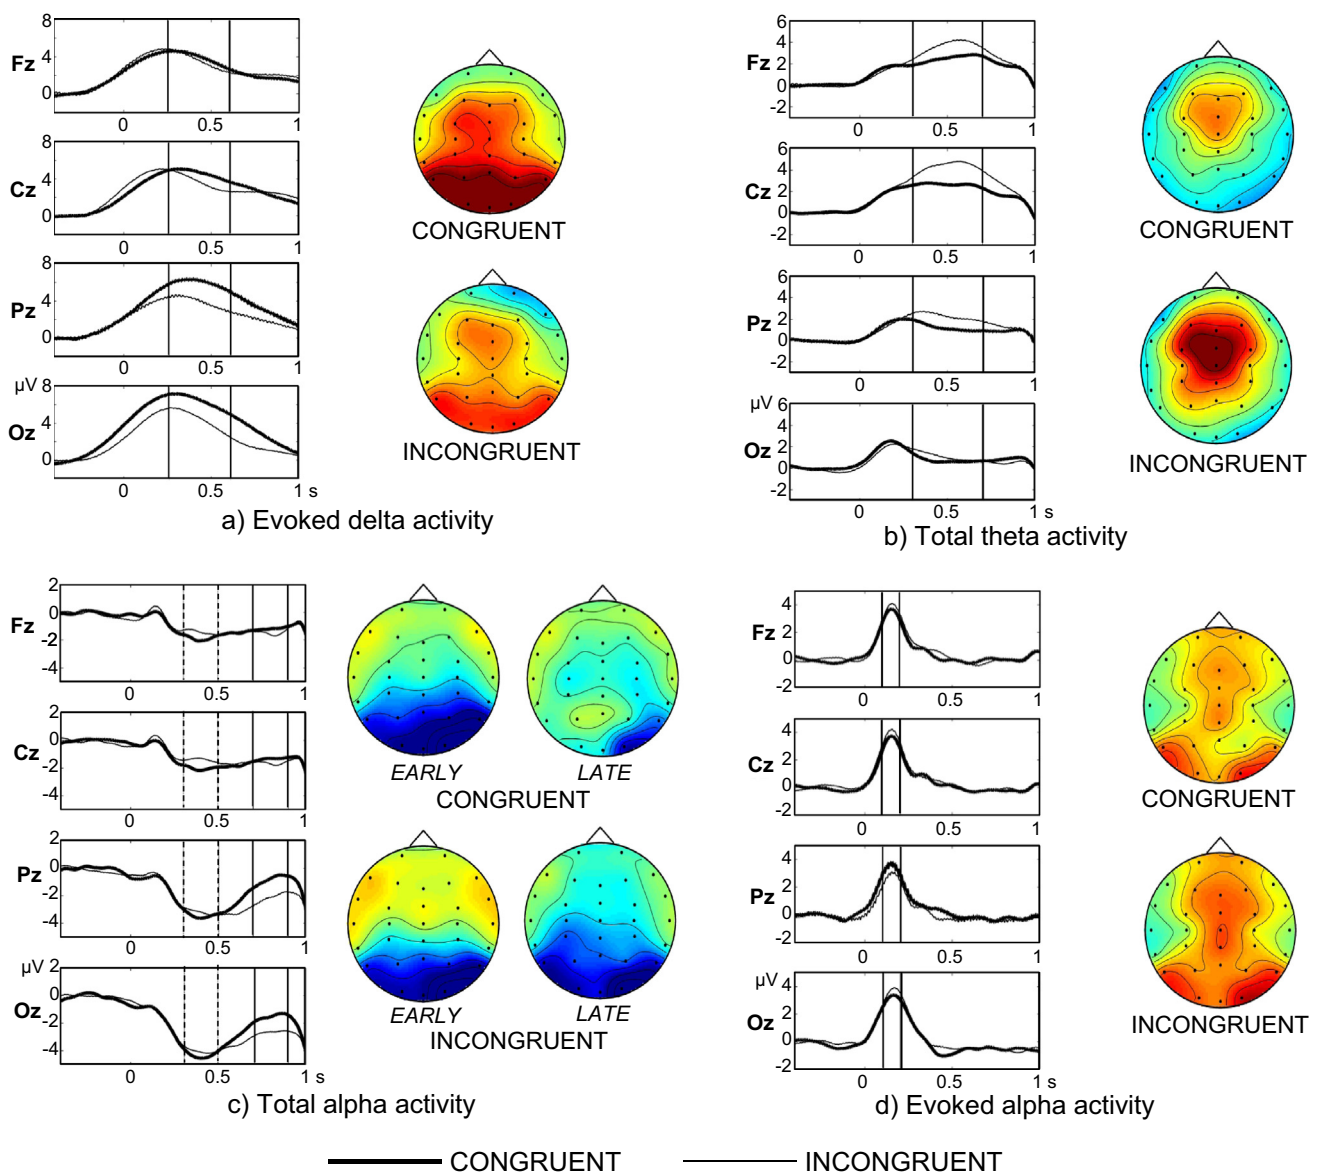 8
4
0
Fz
0 0.5 1
8
4
0
Cz
0 0.5 1
8
4
0
Pz
0 0.5 1
µV
8
4
0
Oz
0 0.5 1 s
CONGRUENT
INCONGRUENT
a) Evoked delta activity
6
4
2
0
-2
Fz
0 0.5 1
6
4
2
0
-2
Cz
0 0.5 1
6
4
2
0
-2
Pz
0 0.5 1
µV
6
4
2
0
-2
Oz
0 0.5 1 s
CONGRUENT
INCONGRUENT
b) Total theta activity
2
0
-2
-4
Fz
0 0.5 1
2
0
-2
-4
Cz
0 0.5 1
2
0
-2
-4
Pz
0 0.5 1
µV
2
0
-2
-4
Oz
0 0.5 1 s
EARLY LATE
CONGRUENT
EARLY LATE
INCONGRUENT
c) Total alpha activity
4
2
0
-2
Fz
0 0.5 1
4
2
0
-2
Cz
0 0.5 1
4
2
0
-2
Pz
0 0.5 1
µV
4
2
0
-2
Oz
0 0.5 1 s
CONGRUENT
INCONGRUENT
d) Evoked alpha activity
CONGRUENT INCONGRUENT